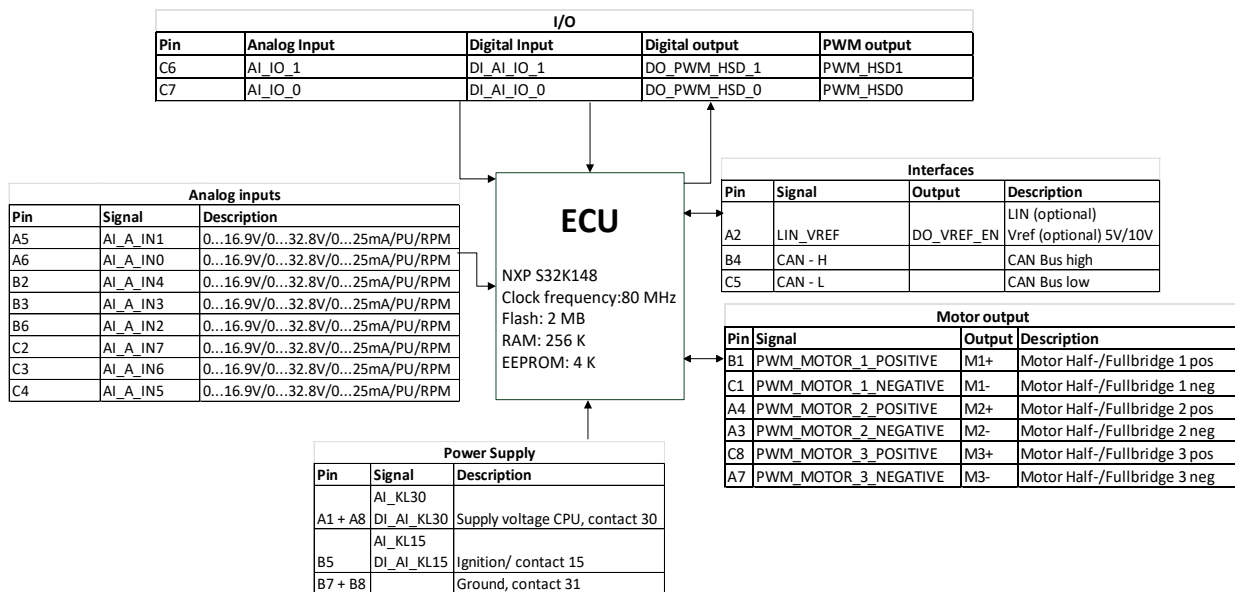 I/O
Pin Analog Input Digital Input Digital output PWM output
C6 AI_IO_1 DI_AI_IO_1 DO_PWM_HSD_1 PWM_HSD1
C7 AI_IO_0 DI_AI_IO_0 DO_PWM_HSD_0 PWM_HSD0
Analog inputs
Pin Signal Description
A5 AI_A_IN1 0...16.9V/0...32.8V/0...25mA/PU/RPM
A6 AI_A_IN0 0...16.9V/0...32.8V/0...25mA/PU/RPM
B2 AI_A_IN4 0...16.9V/0...32.8V/0...25mA/PU/RPM
B3 AI_A_IN3 0...16.9V/0...32.8V/0...25mA/PU/RPM
B6 AI_A_IN2 0...16.9V/0...32.8V/0...25mA/PU/RPM
C2 AI_A_IN7 0...16.9V/0...32.8V/0...25mA/PU/RPM
C3 AI_A_IN6 0...16.9V/0...32.8V/0...25mA/PU/RPM
C4 AI_A_IN5 0...16.9V/0...32.8V/0...25mA/PU/RPM
ECU
NXP S32K148
Clock frequency:80 MHz
Flash: 2 MB
RAM: 256 K
EEPROM: 4 K
Interfaces
Pin Signal Output Description
LIN (optional)
A2 LIN_VREF DO_VREF_EN Vref (optional) 5V/10V
B4 CAN - H CAN Bus high
C5 CAN - L CAN Bus low
Motor output
Pin Signal Output Description
B1 PWM_MOTOR_1_POSITIVE M1+ Motor Half-/Fullbridge 1 pos
C1 PWM_MOTOR_1_NEGATIVE M1- Motor Half-/Fullbridge 1 neg
A4 PWM_MOTOR_2_POSITIVE M2+ Motor Half-/Fullbridge 2 pos
A3 PWM_MOTOR_2_NEGATIVE M2- Motor Half-/Fullbridge 2 neg
C8 PWM_MOTOR_3_POSITIVE M3+ Motor Half-/Fullbridge 3 pos
A7 PWM_MOTOR_3_NEGATIVE M3- Motor Half-/Fullbridge 3 neg
Power Supply
Pin Signal Description
AI_KL30
A1 + A8 DI_AI_KL30 Supply voltage CPU, contact 30
AI_KL15
B5 DI_AI_KL15 Ignition/ contact 15
B7 + B8 Ground, contact 31